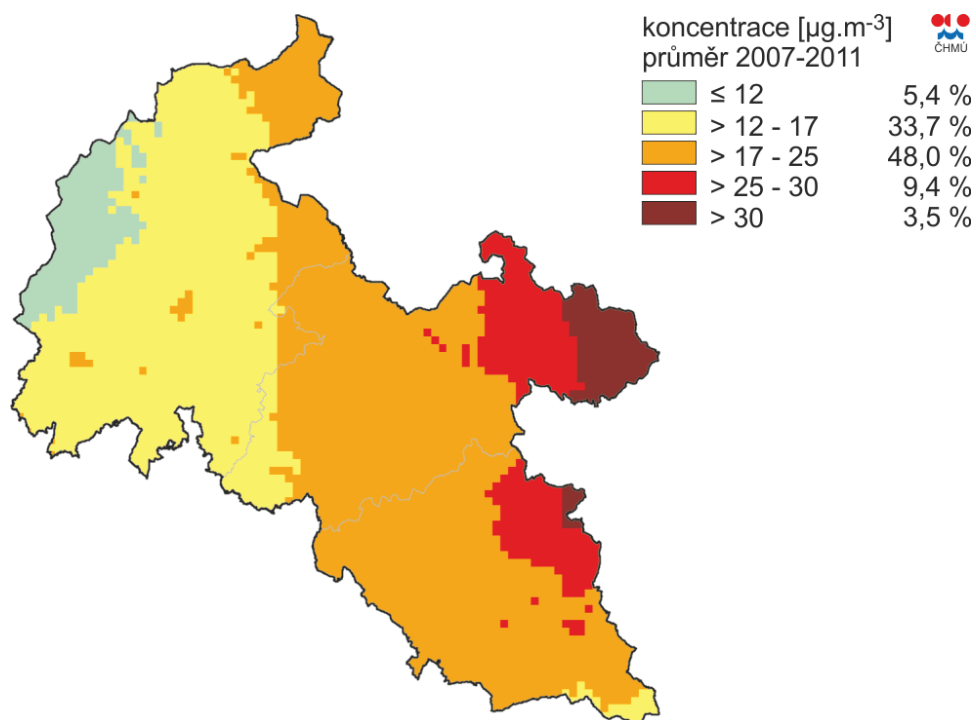 koncentrace [µg.m-3]
průměr 2007-2011
ČHMÚ
≤ 12 5,4 %
> 12 - 17 33,7 %
> 17 - 25 48,0 %
> 25 - 30 9,4 %
> 30 3,5 %